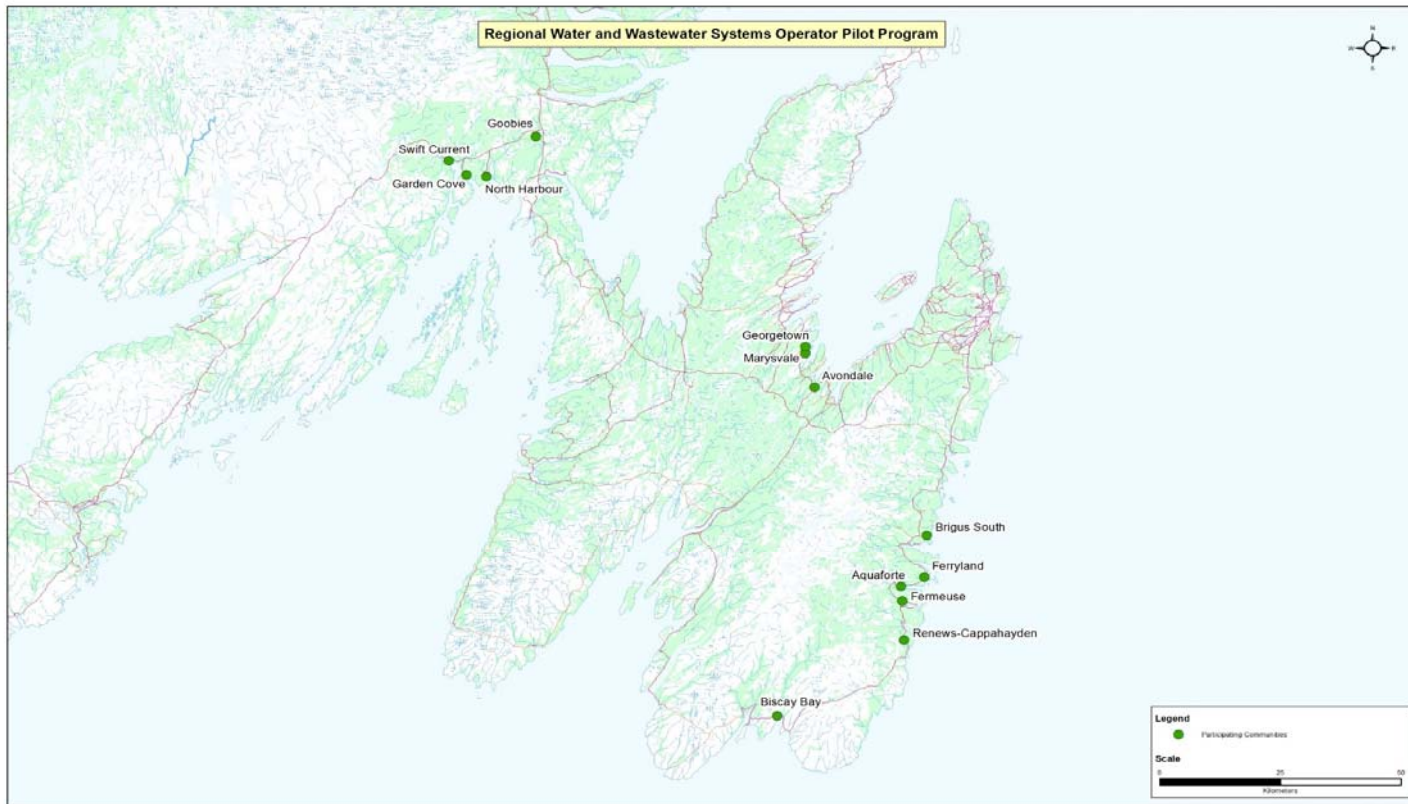 Regional Water and Wastewater Systems Operator Pilot Program
N
W
E
S
Goobies
Swift Current
Garden Cove
North Harbour
Georgetown
Marysvale
Avondale
Brigus South
Ferryland
Aquaforte
Fermeuse
Renews-Cappahayden
Biscay Bay
Legend
Participating Communities
Scale
0 25 50
Kilometers